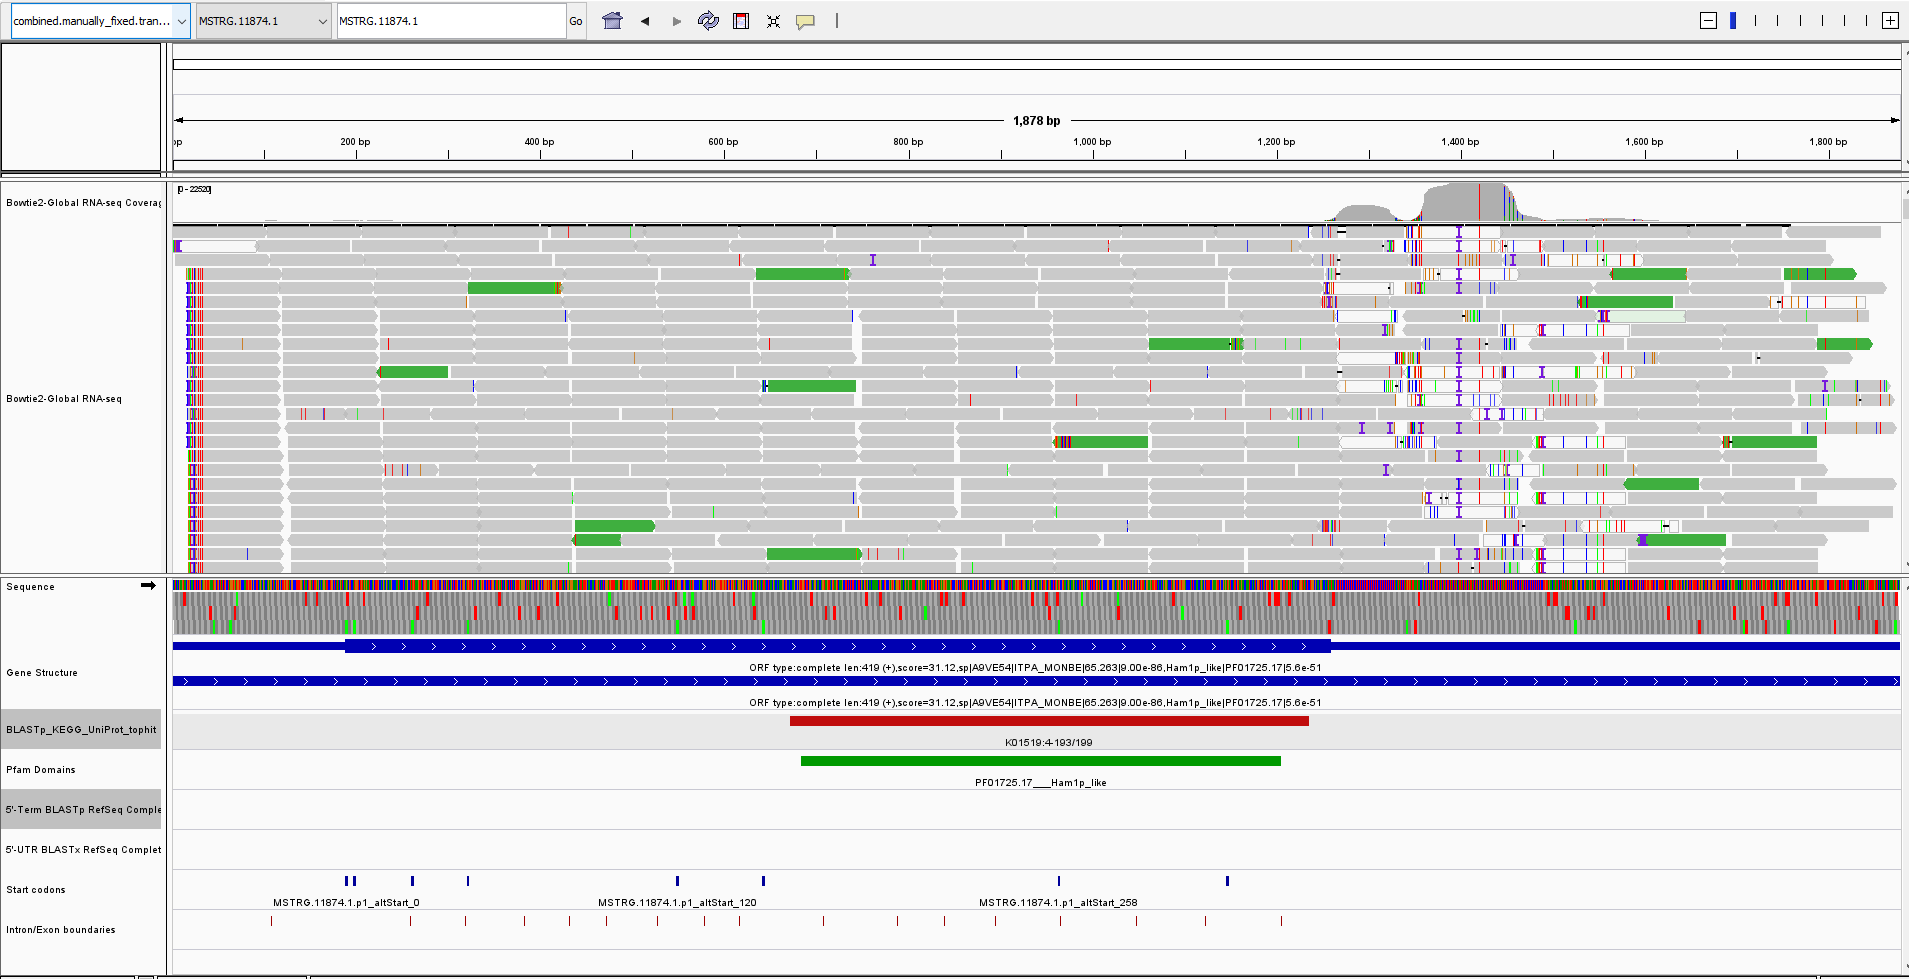 combined.manually_fixed.tran... MSTRG.11874.1 MSTRG.11874.1 Go
1,878 bp
200 bp 400 bp 600 bp 800 bp 1,000 bp 1,200 bp 1,400 bp 1,600 bp 1,800 bp
[0 - 22520]
Bowtie2-Global RNA-seq Coverag
Bowtie2-Global RNA-seq
Sequence
Gene Structure
ORF type:complete len:419 (+),score=31.12,sp|A9VE54|ITPA_MONBE|65.263|9.00e-86,Ham1p_like|PF01725.17|5.6e-51
ORF type:complete len:419 (+),score=31.12,sp|A9VE54|ITPA_MONBE|65.263|9.00e-86,Ham1p_like|PF01725.17|5.6e-51
BLASTp_KEGG_UniProt_tophit
K01519:4-193/199
Pfam Domains
PF01725.17___Ham1p_like
5'-Term BLASTp RefSeq Comple
5'-UTR BLASTx RefSeq Complet
Start codons
MSTRG.11874.1.p1_altStart_0 MSTRG.11874.1.p1_altStart_120 MSTRG.11874.1.p1_altStart_258
Intron/Exon boundaries